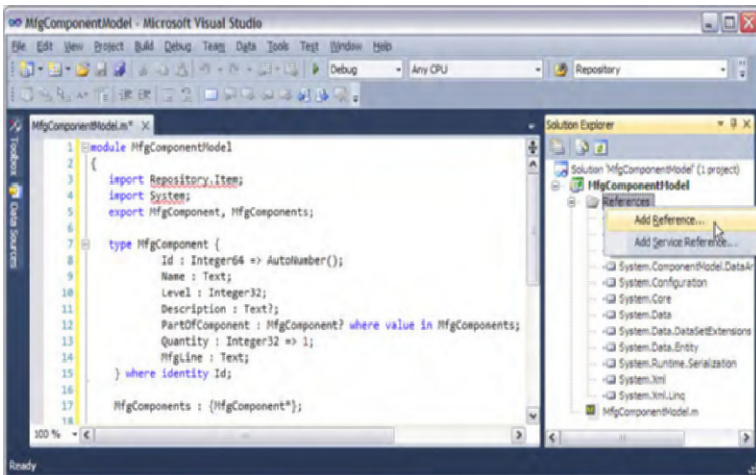 MfgComponentModel - Microsoft Visual Studio
File Edit View Project Build Debug Team Data Tools Test Window Help
Debug Any CPU Repository
MfgComponentModel.m* X
Toolbox
Data Sources
1 module MfgComponentModel
2 {
3 import Repository.Item;
4 import System;
5 export MfgComponent, MfgComponents;
6
7 type MfgComponent {
8 Id : Integer64 => AutoNumber();
9 Name : Text;
10 Level : Integer32;
11 Description : Text?;
12 PartOfComponent : MfgComponent? where value in MfgComponents;
13 Quantity : Integer32 => 1;
14 MfgLine : Text;
15 } where identity Id;
16
17 MfgComponents : {MfgComponent*};
18
100 %
Solution Explorer
Solution 'MfgComponentModel' (1 project)
MfgComponentModel
References
Add Reference...
Add Service Reference...
System.ComponentModel.DataAr
System.Configuration
System.Core
System.Data
System.Data.DataSetExtensions
System.Data.Entity
System.Runtime.Serialization
System.Xml
System.Xml.Linq
MfgComponentModel.m
Ready